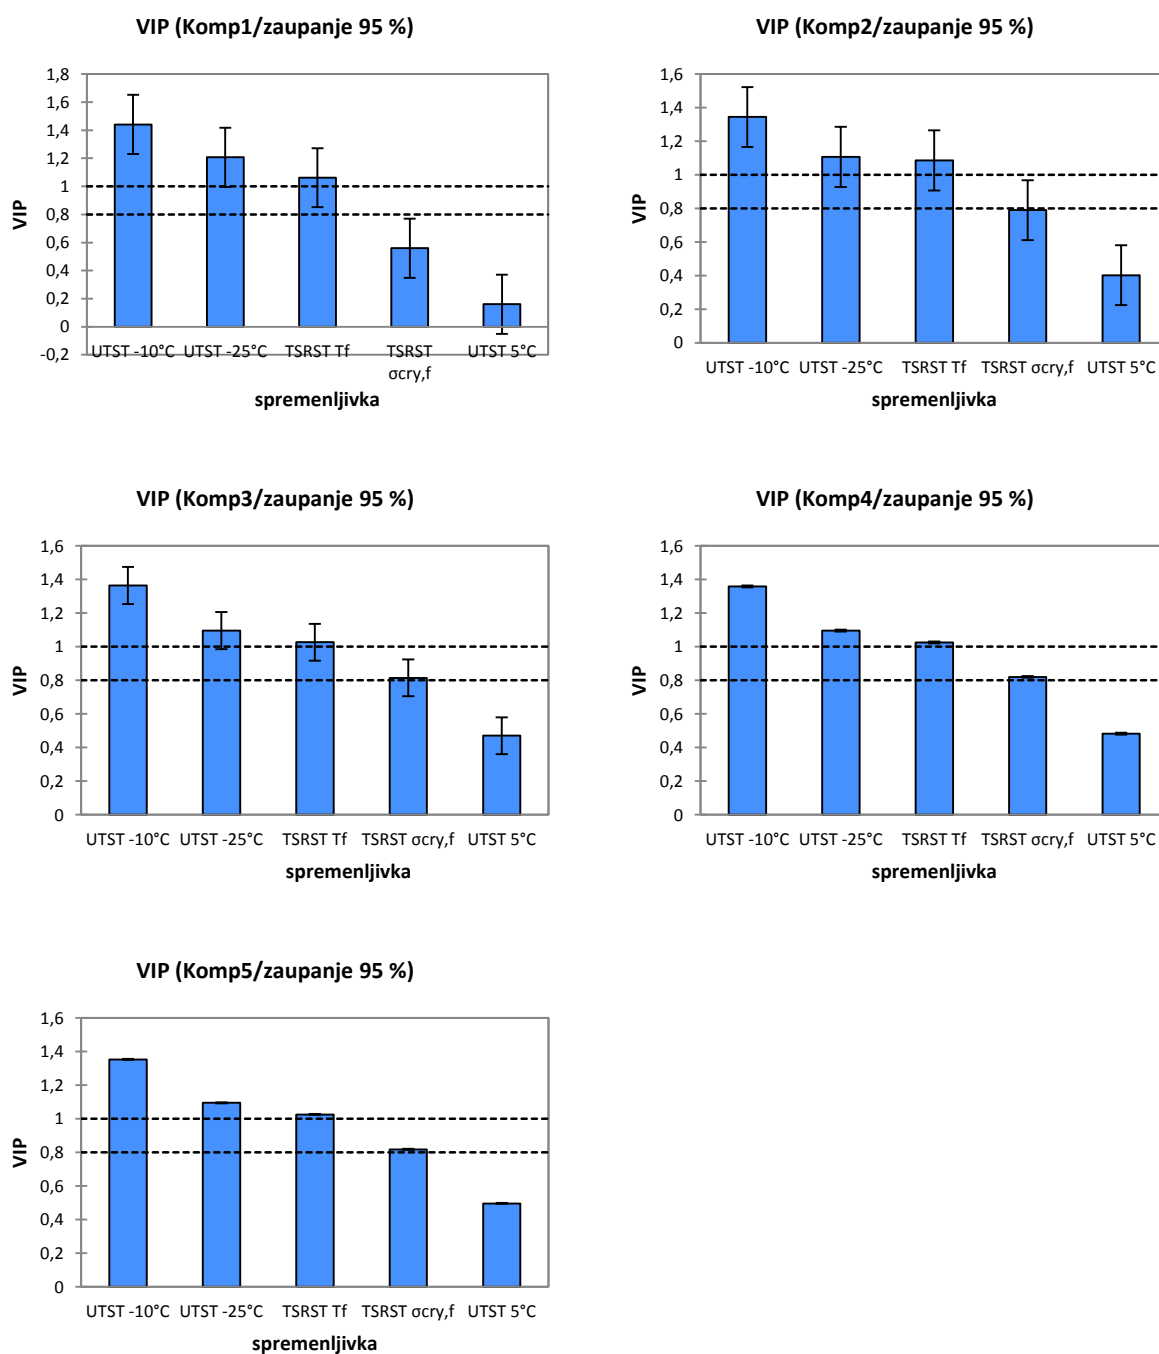 VIP (Komp1/zaupanje 95 %)
1,8
1,6
1,4
1,2
1
0,8
0,6
0,4
0,2
0
-0,2
VIP
UTST -10°C UTST -25°C TSRST Tf TSRST σcry,f UTST 5°C
spremenljivka
VIP (Komp2/zaupanje 95 %)
1,6
1,4
1,2
1
0,8
0,6
0,4
0,2
0
VIP
UTST -10°C UTST -25°C TSRST Tf TSRST σcry,f UTST 5°C
spremenljivka
VIP (Komp3/zaupanje 95 %)
1,6
1,4
1,2
1
0,8
0,6
0,4
0,2
0
VIP
UTST -10°C UTST -25°C TSRST Tf TSRST σcry,f UTST 5°C
spremenljivka
VIP (Komp4/zaupanje 95 %)
1,6
1,4
1,2
1
0,8
0,6
0,4
0,2
0
VIP
UTST -10°C UTST -25°C TSRST Tf TSRST σcry,f UTST 5°C
spremenljivka
VIP (Komp5/zaupanje 95 %)
1,6
1,4
1,2
1
0,8
0,6
0,4
0,2
0
VIP
UTST -10°C UTST -25°C TSRST Tf TSRST σcry,f UTST 5°C
spremenljivka